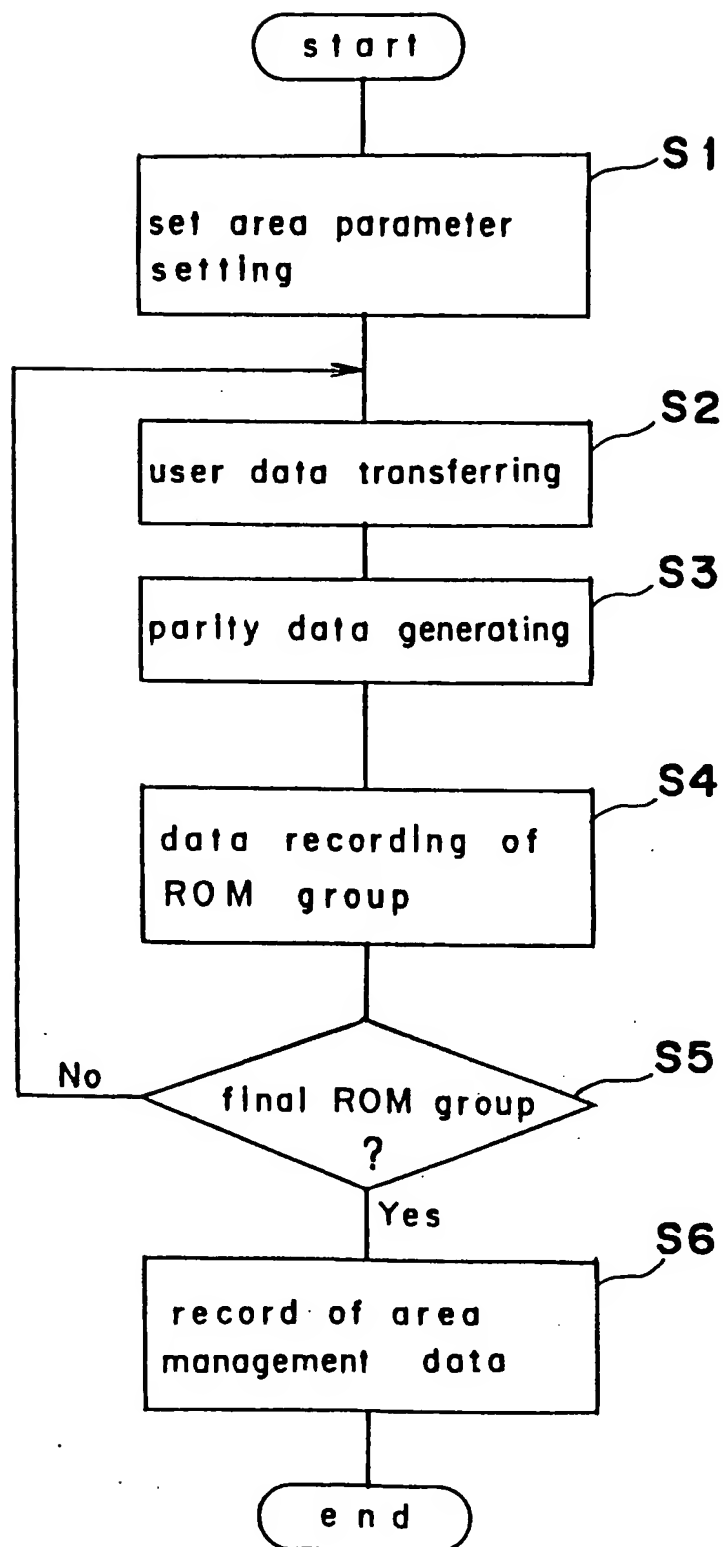 start
S1
set area parameter
setting
S2
user data transferring
S3
parity data generating
S4
data recording of
ROM group
S5
No
final ROM group
?
Yes
S6
record of area
management data
end